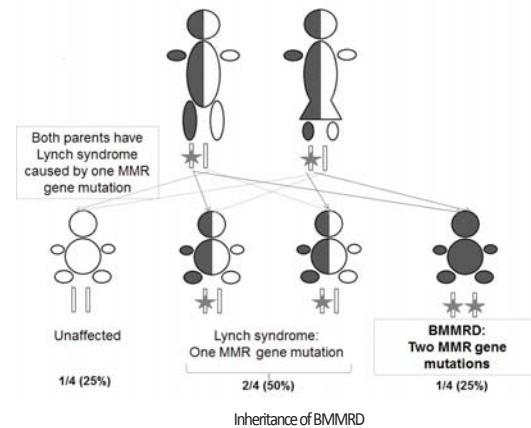 Both parents have
Lynch syndrome
caused by one MMR
gene mutation
Unaffected
1/4 (25%)
Lynch syndrome:
One MMR gene mutation
2/4 (50%)
BMMRD:
Two MMR gene
mutations
1/4 (25%)
Inheritance of BMMRD